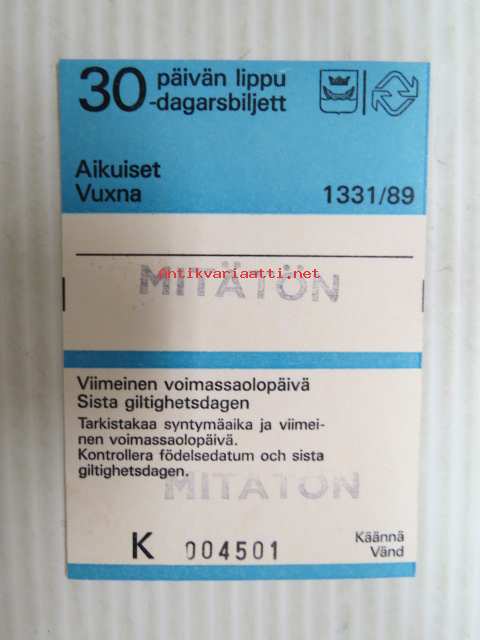 30 päivän lippu
-dagarsbiljett
Aikuiset
Vuxna
1331/89
MITÄTÖN
Antikvariaatti.net
Viimeinen voimassaolopäivä
Sista giltighetsdagen
Tarkistakaa syntymäaika ja viimei-
nen voimassaolopäivä.
Kontrollera födelsedatum och sista
giltighetsdagen.
MITÄTÖN
K 004501
Käännä
Vänd